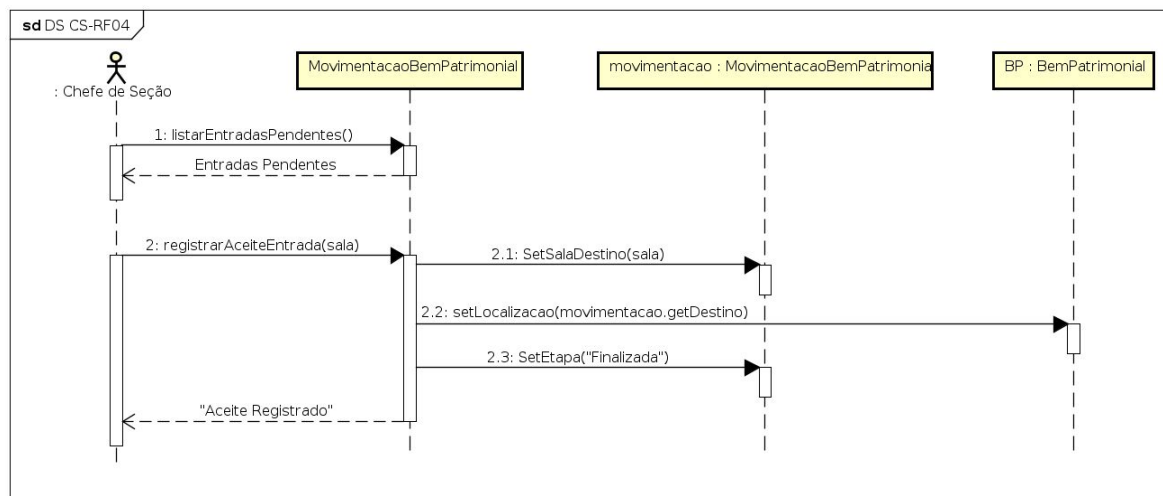 sd DS CS-RF04
: Chefe de Seção
MovimentacaoBemPatrimonial
movimentacao : MovimentacaoBemPatrimonia
BP : BemPatrimonial
1: listarEntradasPendentes()
Entradas Pendentes
2: registrarAceiteEntrada(sala)
2.1: SetSalaDestino(sala)
2.2: setLocalizacao(movimentacao.getDestino)
2.3: SetEtapa("Finalizada")
"Aceite Registrado"